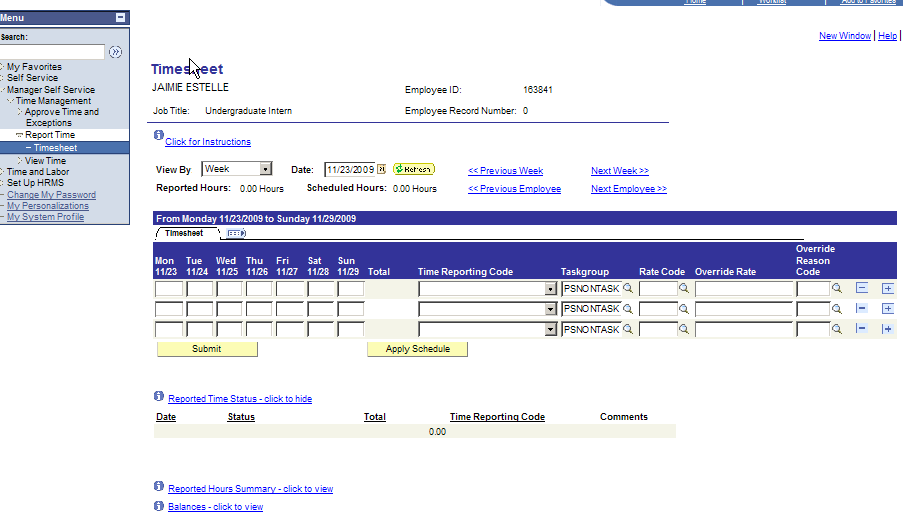 Home Worklist Add to Favorites
Menu
New Window | Help |
Search:
My Favorites
Self Service
Manager Self Service
Time Management
Approve Time and
Exceptions
Report Time
Timesheet
View Time
Time and Labor
Set Up HRMS
Change My Password
My Personalizations
My System Profile
Timesheet
JAIMIE ESTELLE
Employee ID: 163841
Job Title: Undergraduate Intern
Employee Record Number: 0
Click for Instructions
View By Week Date: 11/23/2009 Refresh << Previous Week Next Week >>
Reported Hours: 0.00 Hours Scheduled Hours: 0.00 Hours << Previous Employee Next Employee >>
From Monday 11/23/2009 to Sunday 11/29/2009
Timesheet
Mon 11/23 Tue 11/24 Wed 11/25 Thu 11/26 Fri 11/27 Sat 11/28 Sun 11/29 Total Time Reporting Code Taskgroup Rate Code Override Rate Override Reason Code
PSNONTASK
PSNONTASK
PSNONTASK
Submit Apply Schedule
Reported Time Status - click to hide
Date Status Total Time Reporting Code Comments
0.00
Reported Hours Summary - click to view
Balances - click to view